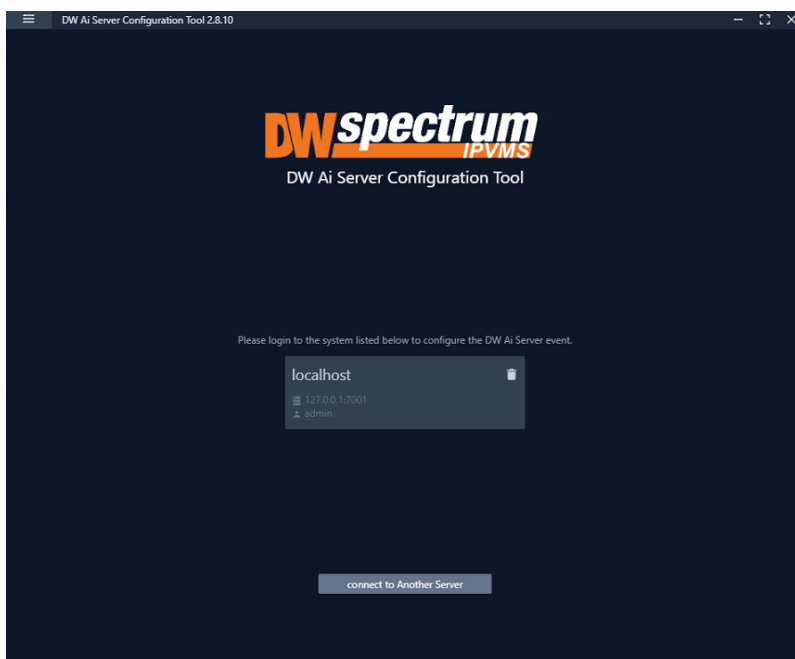 DW Ai Server Configuration Tool 2.8.10
DW spectrum
IPVMS
DW Ai Server Configuration Tool
Please login to the system listed below to configure the DW Ai Server event.
localhost
127.0.0.1:7001
admin
connect to Another Server